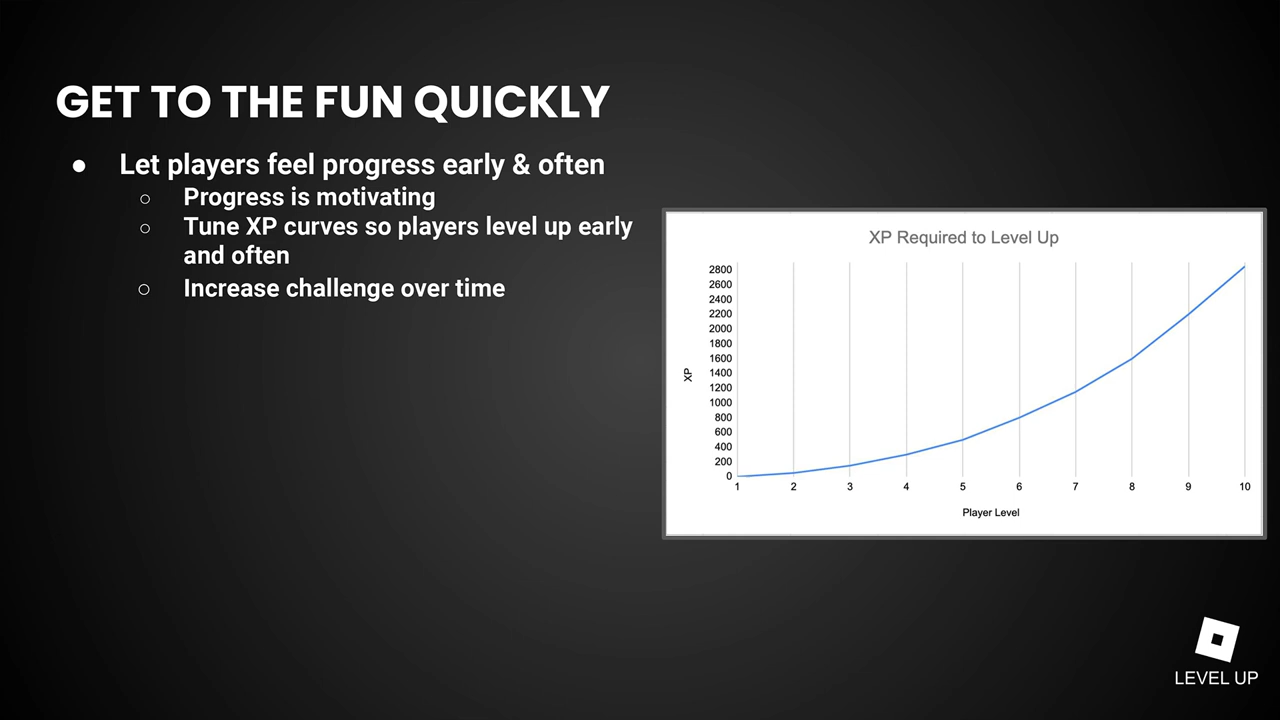 GET TO THE FUN QUICKLY
● Let players feel progress early & often
○ Progress is motivating
○ Tune XP curves so players level up early
and often
○ Increase challenge over time
XP Required to Level Up
2800
2600
2400
2200
2000
1800
1600
1400
1200
1000
800
600
400
200
0
XP
1 2 3 4 5 6 7 8 9 10
Player Level
LEVEL UP